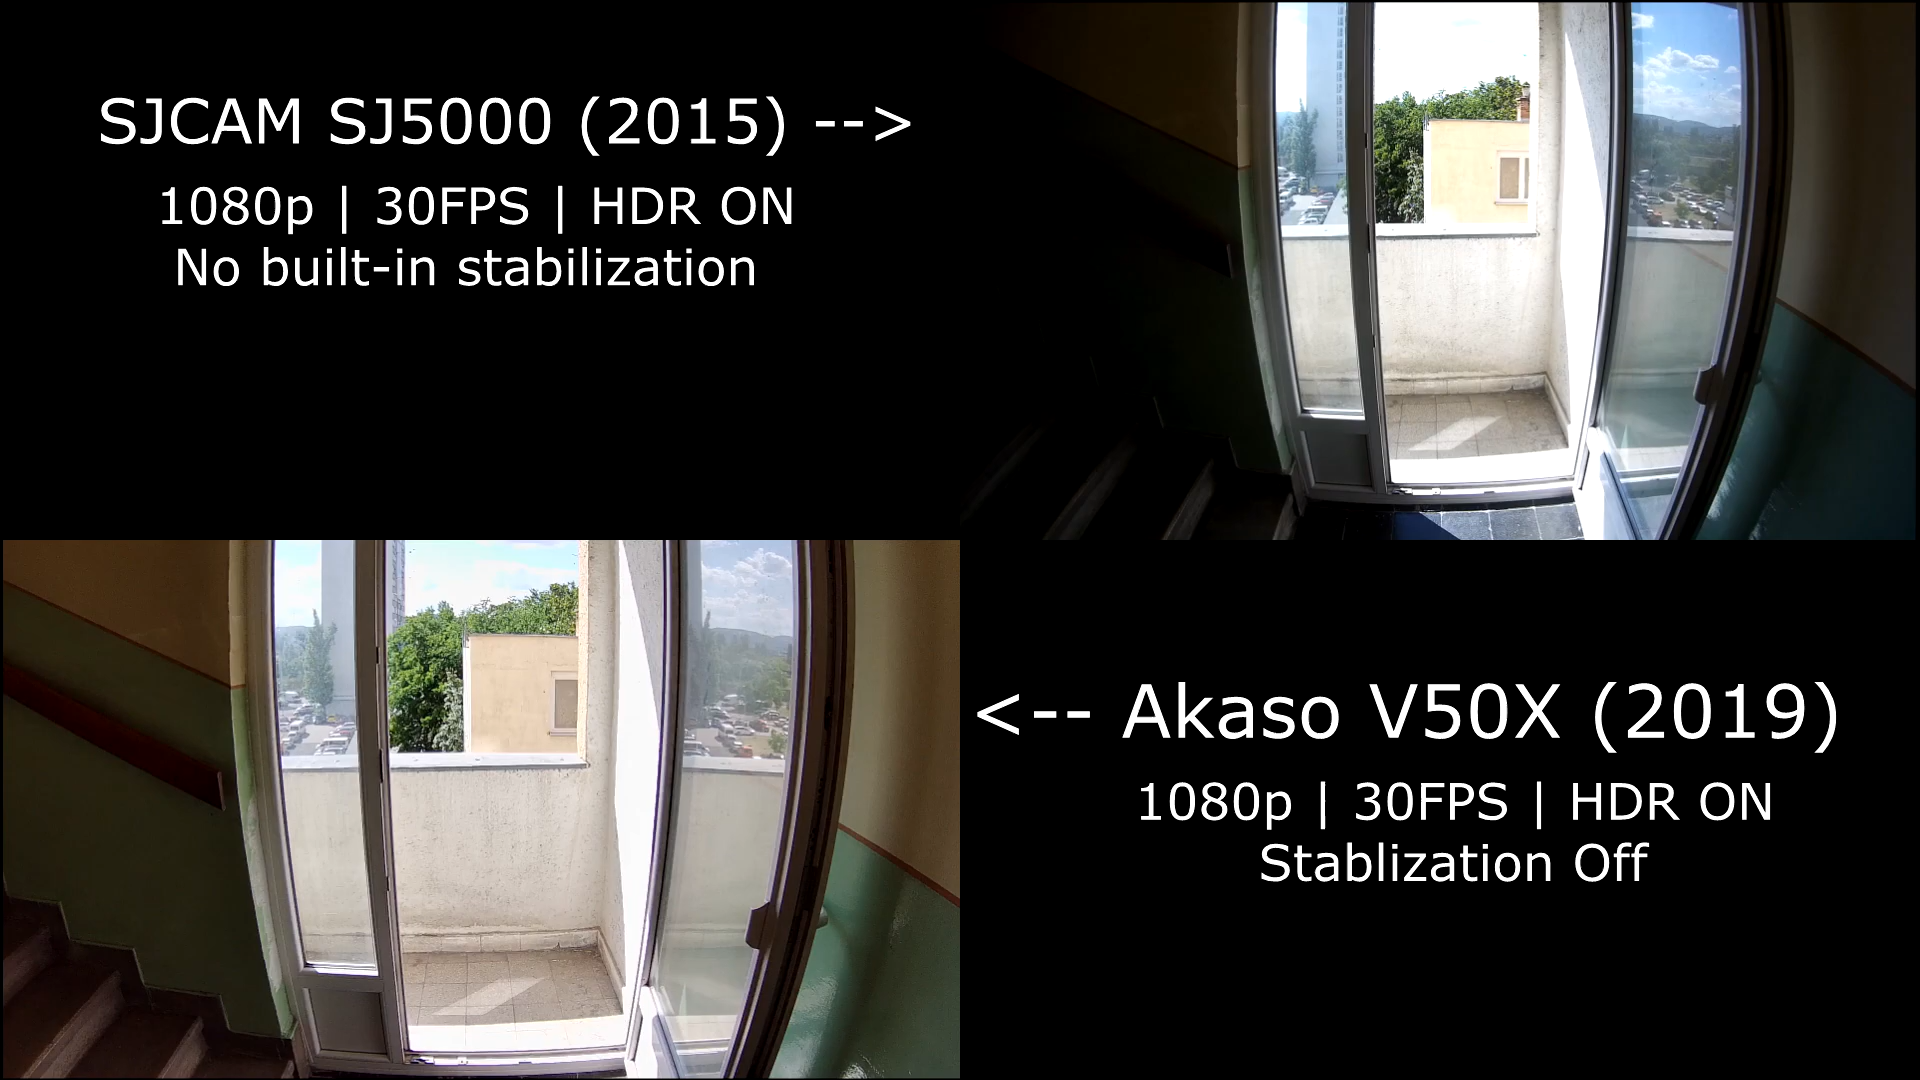 SJCAM SJ5000 (2015) -->
1080p | 30FPS | HDR ON
No built-in stabilization
<-- Akaso V50X (2019)
1080p | 30FPS | HDR ON
Stablization Off